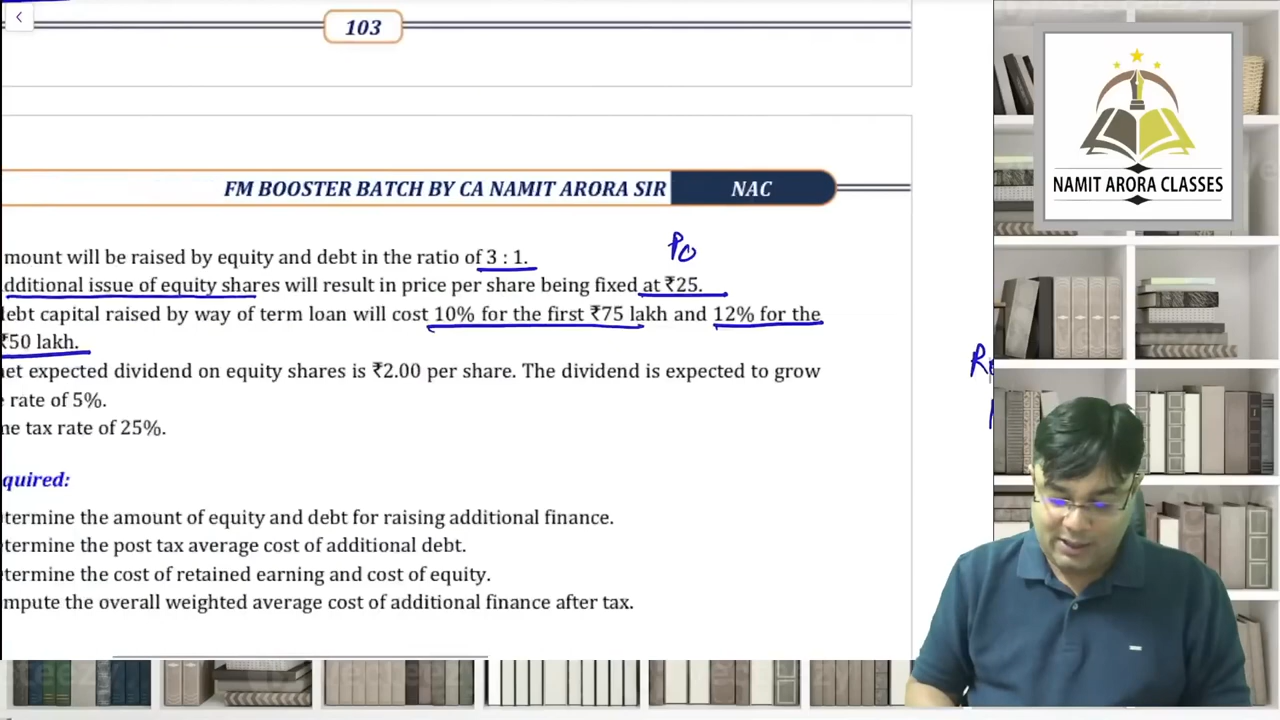 103
FM BOOSTER BATCH BY CA NAMIT ARORA SIR NAC
mount will be raised by equity and debt in the ratio of 3 : 1.
P0
dditional issue of equity shares will result in price per share being fixed at ₹25.
lebt capital raised by way of term loan will cost 10% for the first ₹75 lakh and 12% for the
₹50 lakh.
net expected dividend on equity shares is ₹2.00 per share. The dividend is expected to grow
rate of 5%.
me tax rate of 25%.
quired:
termine the amount of equity and debt for raising additional finance.
termine the post tax average cost of additional debt.
termine the cost of retained earning and cost of equity.
mpute the overall weighted average cost of additional finance after tax.
NAMIT ARORA CLASSES